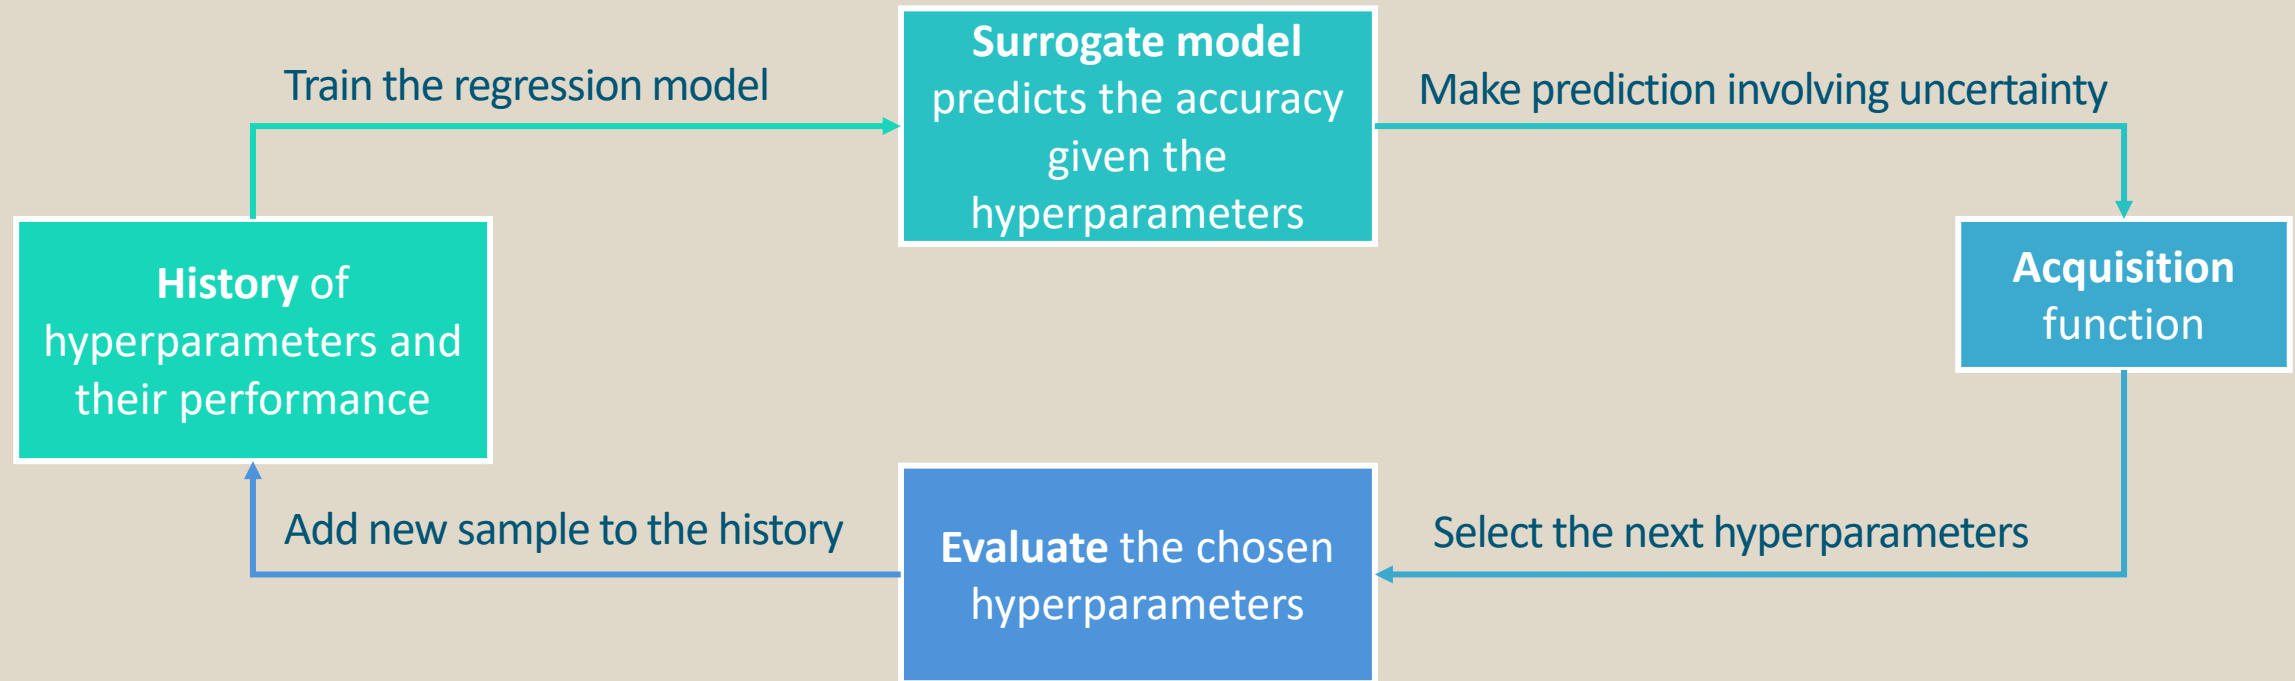 Train the regression model
Surrogate model
predicts the accuracy
given the
hyperparameters
Make prediction involving uncertainty
History of
hyperparameters and
their performance
Acquisition
function
Add new sample to the history
Evaluate the chosen
hyperparameters
Select the next hyperparameters